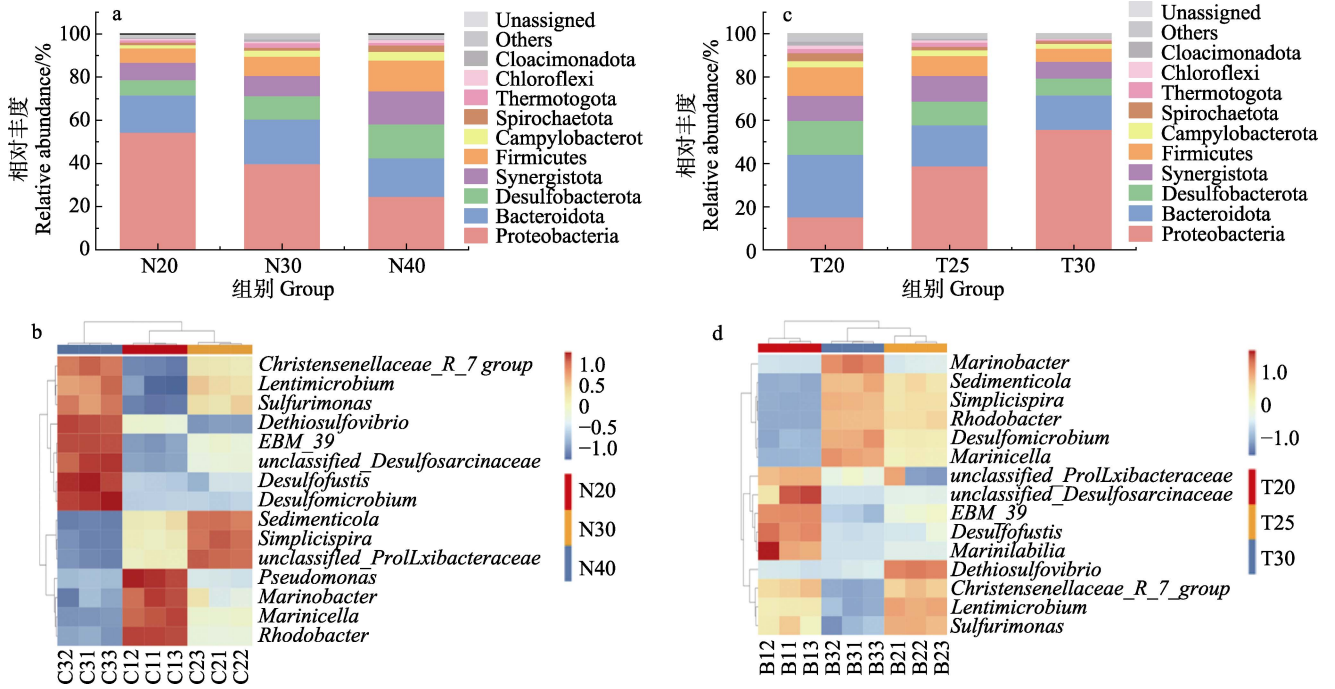 a
相对丰度
Relative abundance/%
100
80
60
40
20
0
N20
N30
N40
组别 Group
Unassigned
Others
Cloacimonadota
Chloroflexi
Thermotogota
Spirochaetota
Campylobacterot
Firmicutes
Synergistota
Desulfobacterota
Bacteroidota
Proteobacteria
c
相对丰度
Relative abundance/%
100
80
60
40
20
0
T20
T25
T30
组别 Group
Unassigned
Others
Cloacimonadota
Chloroflexi
Thermotogota
Spirochaetota
Campylobacterota
Firmicutes
Synergistota
Desulfobacterota
Bacteroidota
Proteobacteria
b
Christensenellaceae_R_7 group
Lentimicrobium
Sulfurimonas
Dethiosulfovibrio
EBM_39
unclassified_Desulfosarcinaceae
Desulfofustis
Desulfomicrobium
Sedimenticola
Simplicispira
unclassified_ProlLxibacteraceae
Pseudomonas
Marinobacter
Marinicella
Rhodobacter
C32
C31
C33
C12
C11
C13
C23
C21
C22
1.0
0.5
0
−0.5
−1.0
N20
N30
N40
d
Marinobacter
Sedimenticola
Simplicispira
Rhodobacter
Desulfomicrobium
Marinicella
unclassified_ProlLxibacteraceae
unclassified_Desulfosarcinaceae
EBM_39
Desulfofustis
Marinilabilia
Dethiosulfovibrio
Christensenellaceae_R_7_group
Lentimicrobium
Sulfurimonas
B12
B11
B13
B32
B31
B33
B21
B22
B23
1.0
0
−1.0
T20
T25
T30